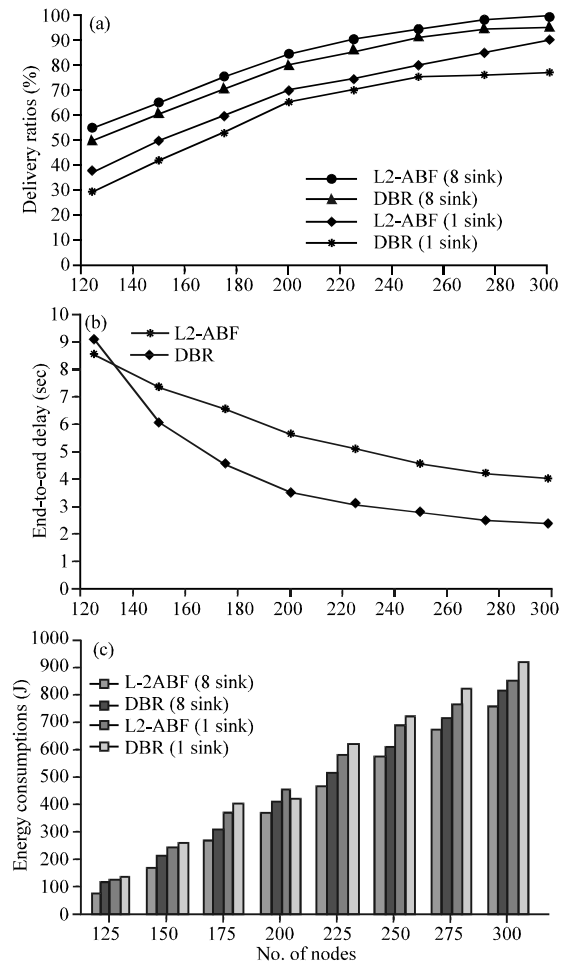 (a)
Delivery ratios (%)
100
90
80
70
60
50
40
30
20
10
0
L2-ABF (8 sink)
DBR (8 sink)
L2-ABF (1 sink)
DBR (1 sink)
120 140 160 180 200 220 240 260 280 300
(b)
End-to-end delay (sec)
10
9
8
7
6
5
4
3
2
1
0
L2-ABF
DBR
120 140 160 180 200 220 240 260 280 300
(c)
Energy consumptions (J)
1000
900
800
700
600
500
400
300
200
100
0
L-2ABF (8 sink)
DBR (8 sink)
L2-ABF (1 sink)
DBR (1 sink)
125 150 175 200 225 250 275 300
No. of nodes